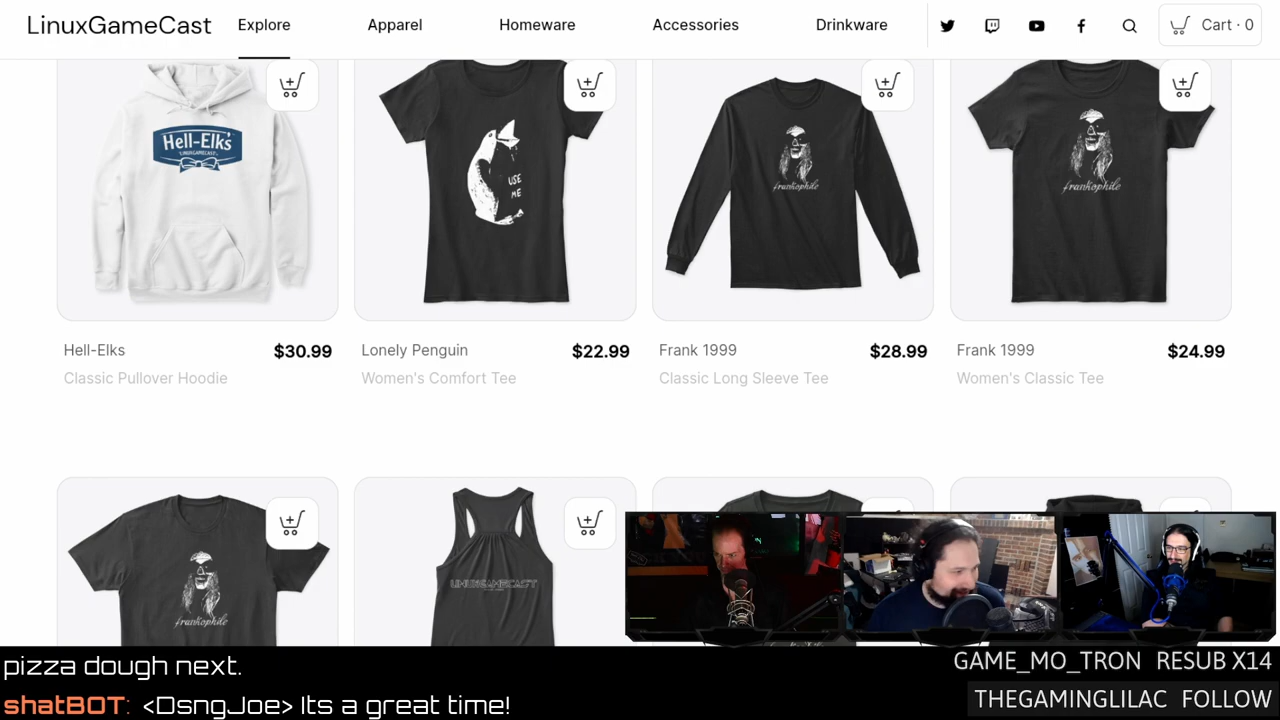 LinuxGameCast Explore Apparel Homeware Accessories Drinkware Cart · 0
Hell-Elks
LINUXGAMECAST
USE
ME
frankophile
frankophile
Hell-Elks $30.99 Lonely Penguin $22.99 Frank 1999 $28.99 Frank 1999 $24.99
Classic Pullover Hoodie Women's Comfort Tee Classic Long Sleeve Tee Women's Classic Tee
LINUXGAMECAST
frankophile
pizza dough next.
GAME_MO_TRON RESUB X14
shatBOT: <DsngJoe> Its a great time!
THEGAMINGLILAC FOLLOW